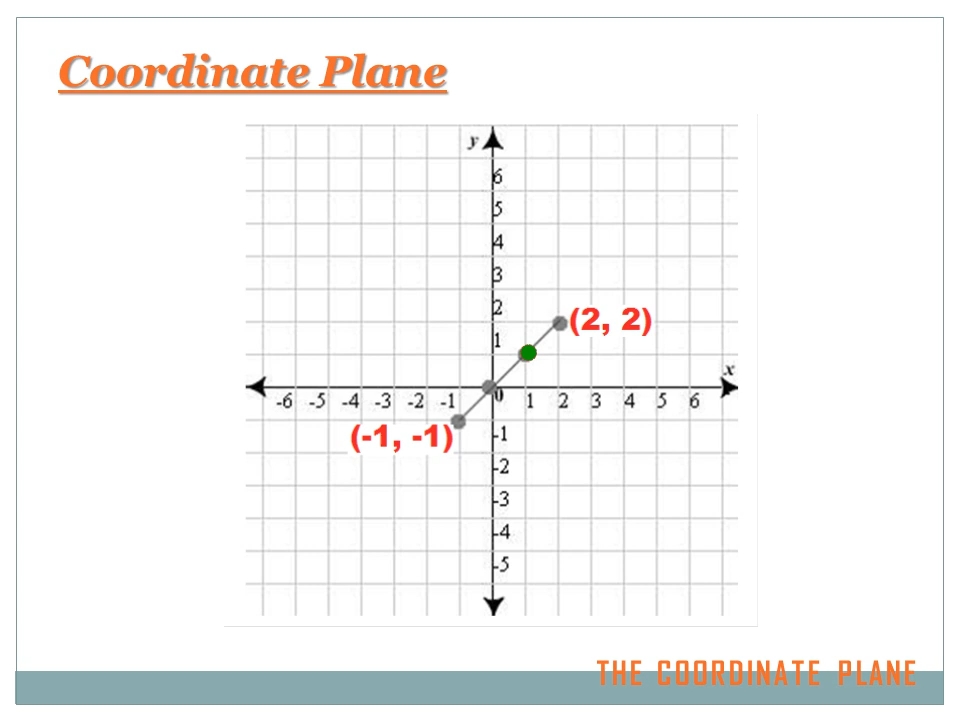 Coordinate Plane
y
6
5
4
3
2
(2, 2)
1
x
-6 -5 -4 -3 -2 -1 0 1 2 3 4 5 6
(-1, -1)
-1
-2
-3
-4
-5
THE COORDINATE PLANE